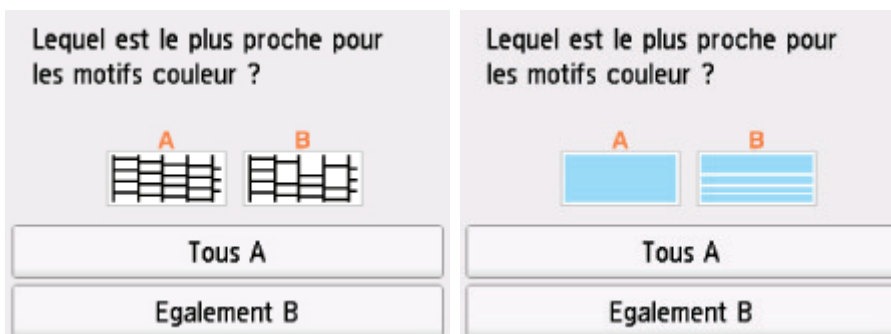 Lequel est le plus proche pour
les motifs couleur ?
A B
Tous A
Egalement B
Lequel est le plus proche pour
les motifs couleur ?
A B
Tous A
Egalement B